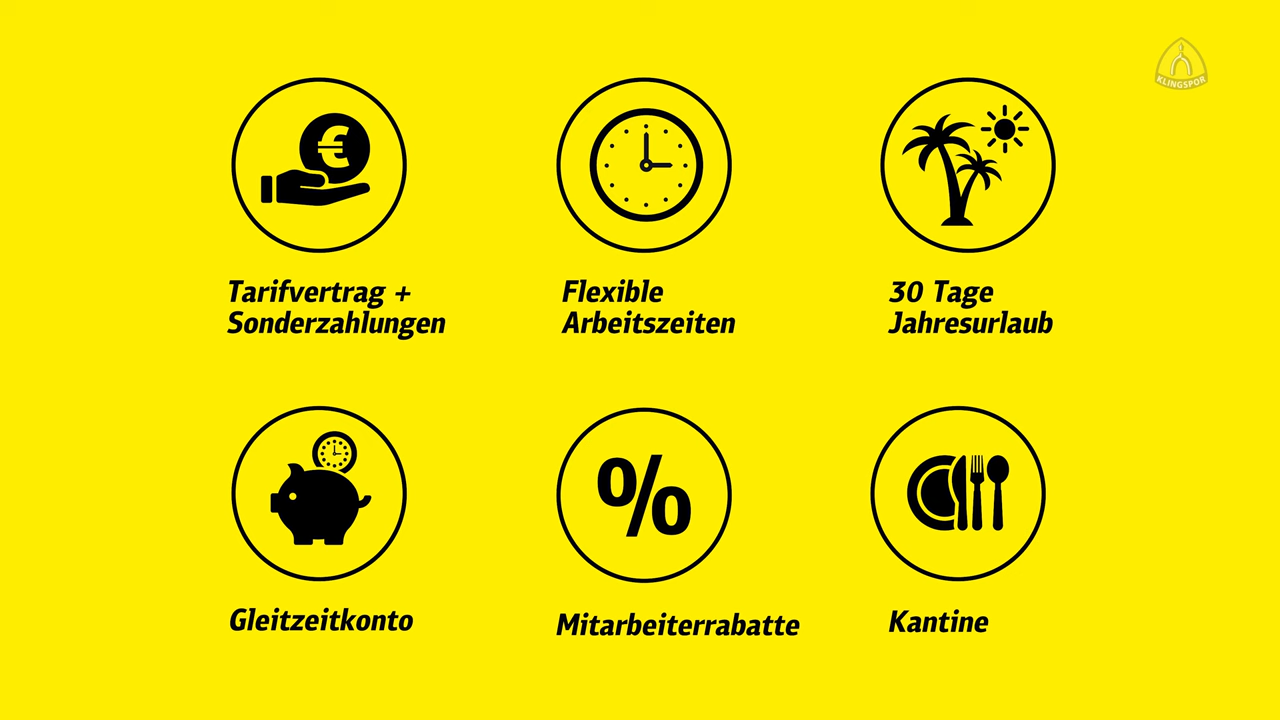 KLINGSPOR
Tarifvertrag +
Sonderzahlungen
Flexible
Arbeitszeiten
30 Tage
Jahresurlaub
Gleitzeitkonto
%
Mitarbeiterrabatte
Kantine